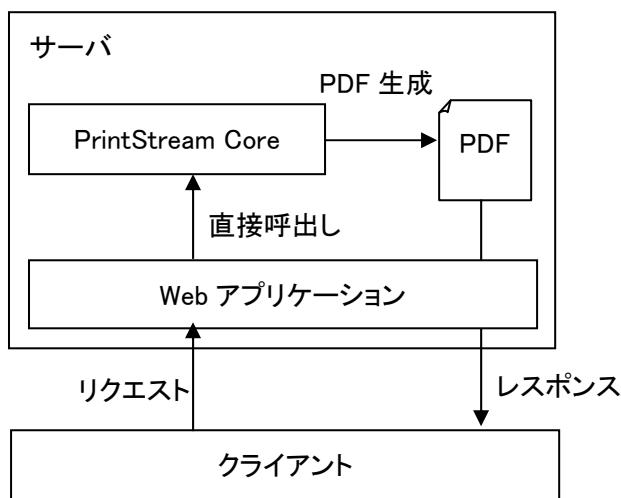 サーバ
PDF 生成
PrintStream Core
PDF
直接呼出し
Web アプリケーション
リクエスト
レスポンス
クライアント